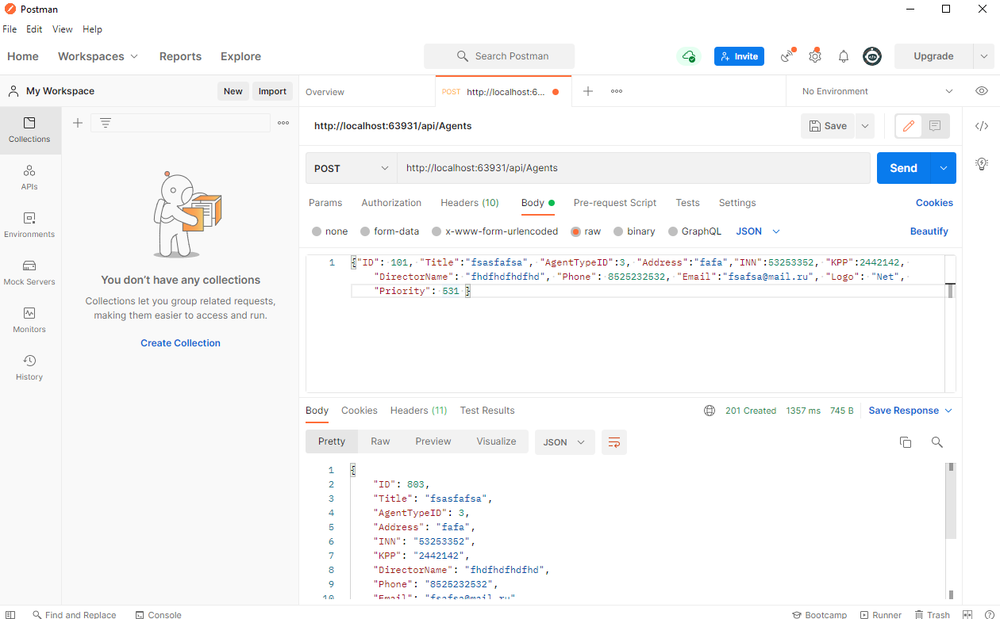 Postman
File Edit View Help
Home Workspaces Reports Explore Search Postman Invite Upgrade
My Workspace New Import Overview POST http://localhost:6... No Environment
Collections
APIs
Environments
Mock Servers
Monitors
History
You don't have any collections
Collections let you group related requests,
making them easier to access and run.
Create Collection
http://localhost:63931/api/Agents Save
POST http://localhost:63931/api/Agents Send
Params Authorization Headers (10) Body Pre-request Script Tests Settings Cookies
none form-data x-www-form-urlencoded raw binary GraphQL JSON Beautify
1 {"ID": 101, "Title":"fsasfafsa", "AgentTypeID":3, "Address":"fafa","INN":53253352, "KPP":2442142,
"DirectorName": "fhdfhdfhdfhd", "Phone": 8525232532, "Email":"fsafsa@mail.ru", "Logo": "Net",
"Priority": 531 }
Body Cookies Headers (11) Test Results 201 Created 1357 ms 745 B Save Response
Pretty Raw Preview Visualize JSON
1 {
2 "ID": 803,
3 "Title": "fsasfafsa",
4 "AgentTypeID": 3,
5 "Address": "fafa",
6 "INN": "53253352",
7 "KPP": "2442142",
8 "DirectorName": "fhdfhdfhdfhd",
9 "Phone": "8525232532",
10 "Email": "fsafsa@mail.ru"
Find and Replace Console Bootcamp Runner Trash